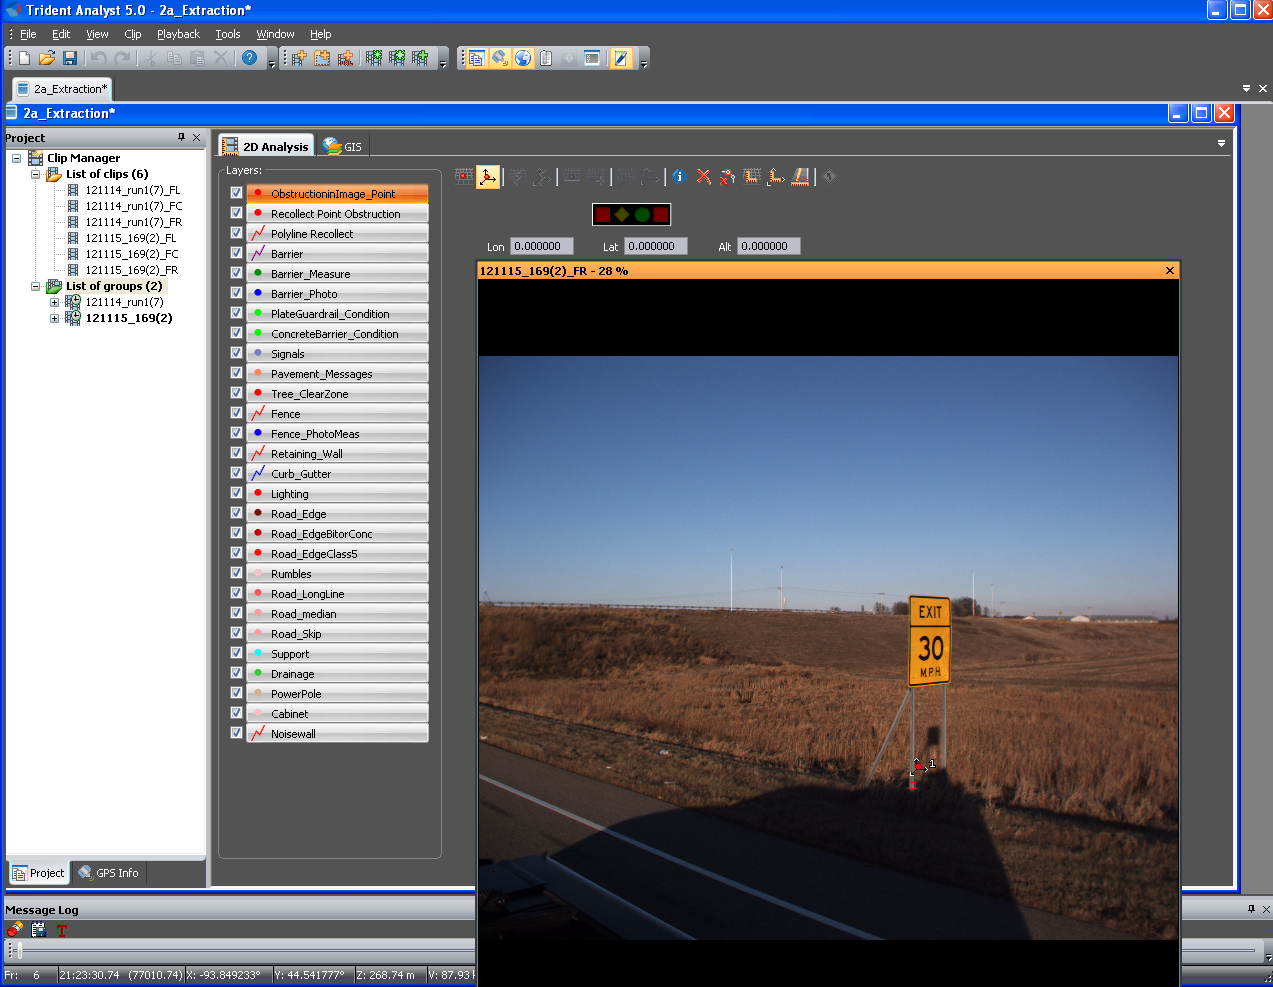 Trident Analyst 5.0 - 2a_Extraction*
File Edit View Clip Playback Tools Window Help
2a_Extraction*
2a_Extraction*
Project
Clip Manager
List of clips (6)
121114_run1(7)_FL
121114_run1(7)_FC
121114_run1(7)_FR
121115_169(2)_FL
121115_169(2)_FC
121115_169(2)_FR
List of groups (2)
121114_run1(7)
121115_169(2)
Project GPS Info
2D Analysis GIS
Layers:
ObstructioninImage_Point
Recollect Point Obstruction
Polyline Recollect
Barrier
Barrier_Measure
Barrier_Photo
PlateGuardrail_Condition
ConcreteBarrier_Condition
Signals
Pavement_Messages
Tree_ClearZone
Fence
Fence_PhotoMeas
Retaining_Wall
Curb_Gutter
Lighting
Road_Edge
Road_EdgeBitorConc
Road_EdgeClass5
Rumbles
Road_LongLine
Road_median
Road_Skip
Support
Drainage
PowerPole
Cabinet
Noisewall
Lon 0.000000 Lat 0.000000 Alt 0.000000
121115_169(2)_FR - 28 %
EXIT
30
M.P.H.
1
Message Log
Fr: 6 21:23:30.74 (77010.74) X: -93.849233° Y: 44.541777° Z: 268.74 m V: 87.93